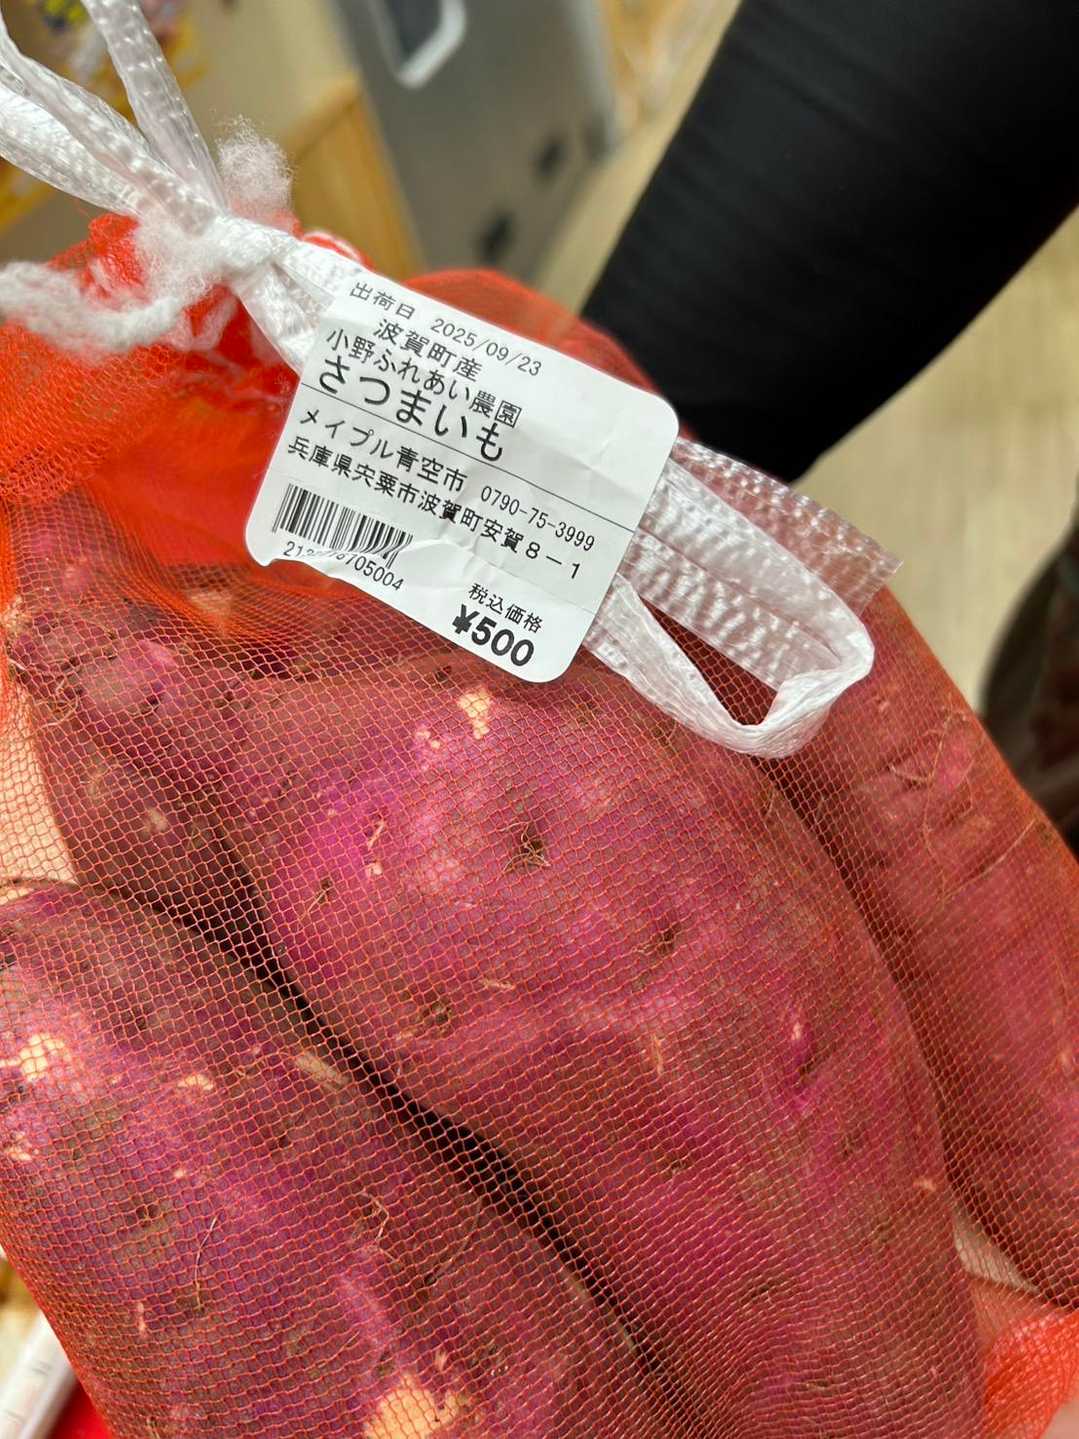 出荷日 2025/09/23
波賀町産
小野ふれあい農園
さつまいも
メイプル青空市 0790-75-3999
兵庫県宍粟市波賀町安賀8-1
705004
税込価格
¥500